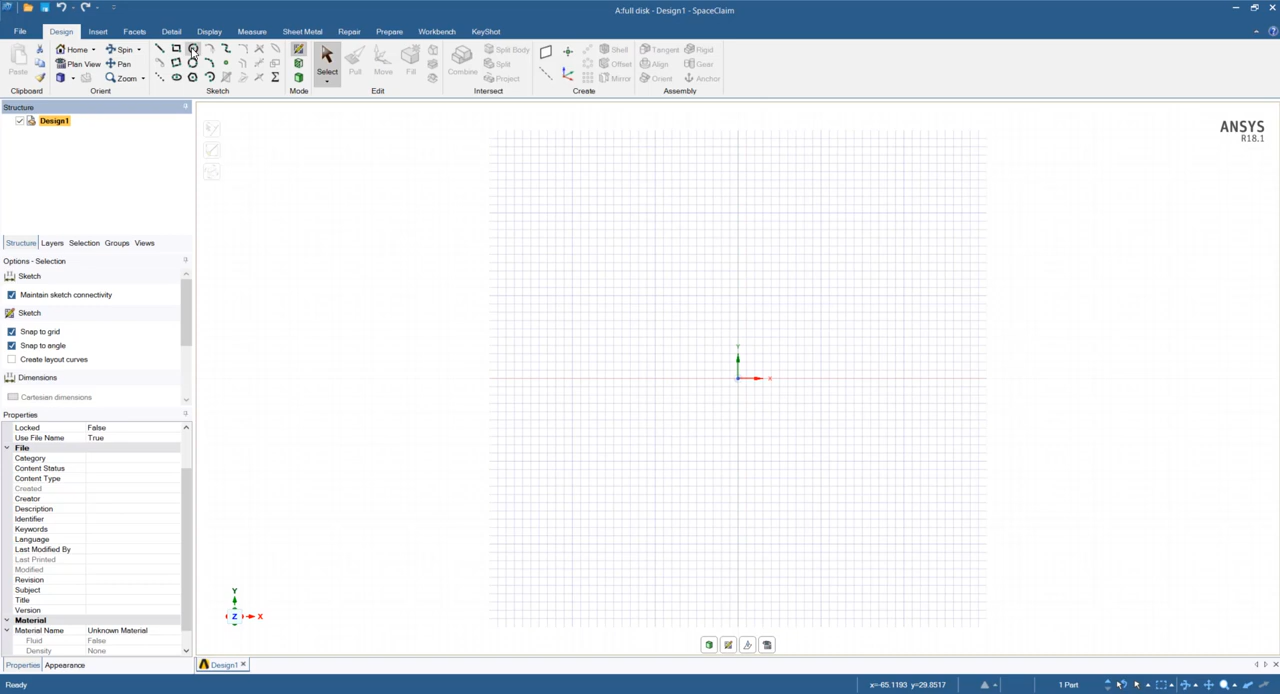 A:full disk - Design1 - SpaceClaim
File Design Insert Facets Detail Display Measure Sheet Metal Repair Prepare Workbench KeyShot
Home Spin Shell Tangent Rigid
Split Body
Paste Plan View Pan Select Pull Move Fill Combine Split Offset Align Gear
Zoom Project Mirror Orient Anchor
Clipboard Orient Sketch Mode Edit Intersect Create Assembly
Structure
Design1
ANSYS
R18.1
Structure Layers Selection Groups Views
Options - Selection
Sketch
Maintain sketch connectivity
Sketch
Snap to grid
Snap to angle
Create layout curves
Dimensions
Cartesian dimensions
Properties
Locked False
Use File Name True
File
Category
Content Status
Content Type
Created
Creator
Description
Identifier
Keywords
Language
Last Modified By
Last Printed
Modified
Revision
Subject
Title
Version
Material
Material Name Unknown Material
Fluid False
Density None
Properties Appearance
Y
X
Y
Z X
Design1
Ready x=-65.1193 y=29.8517 1 Part